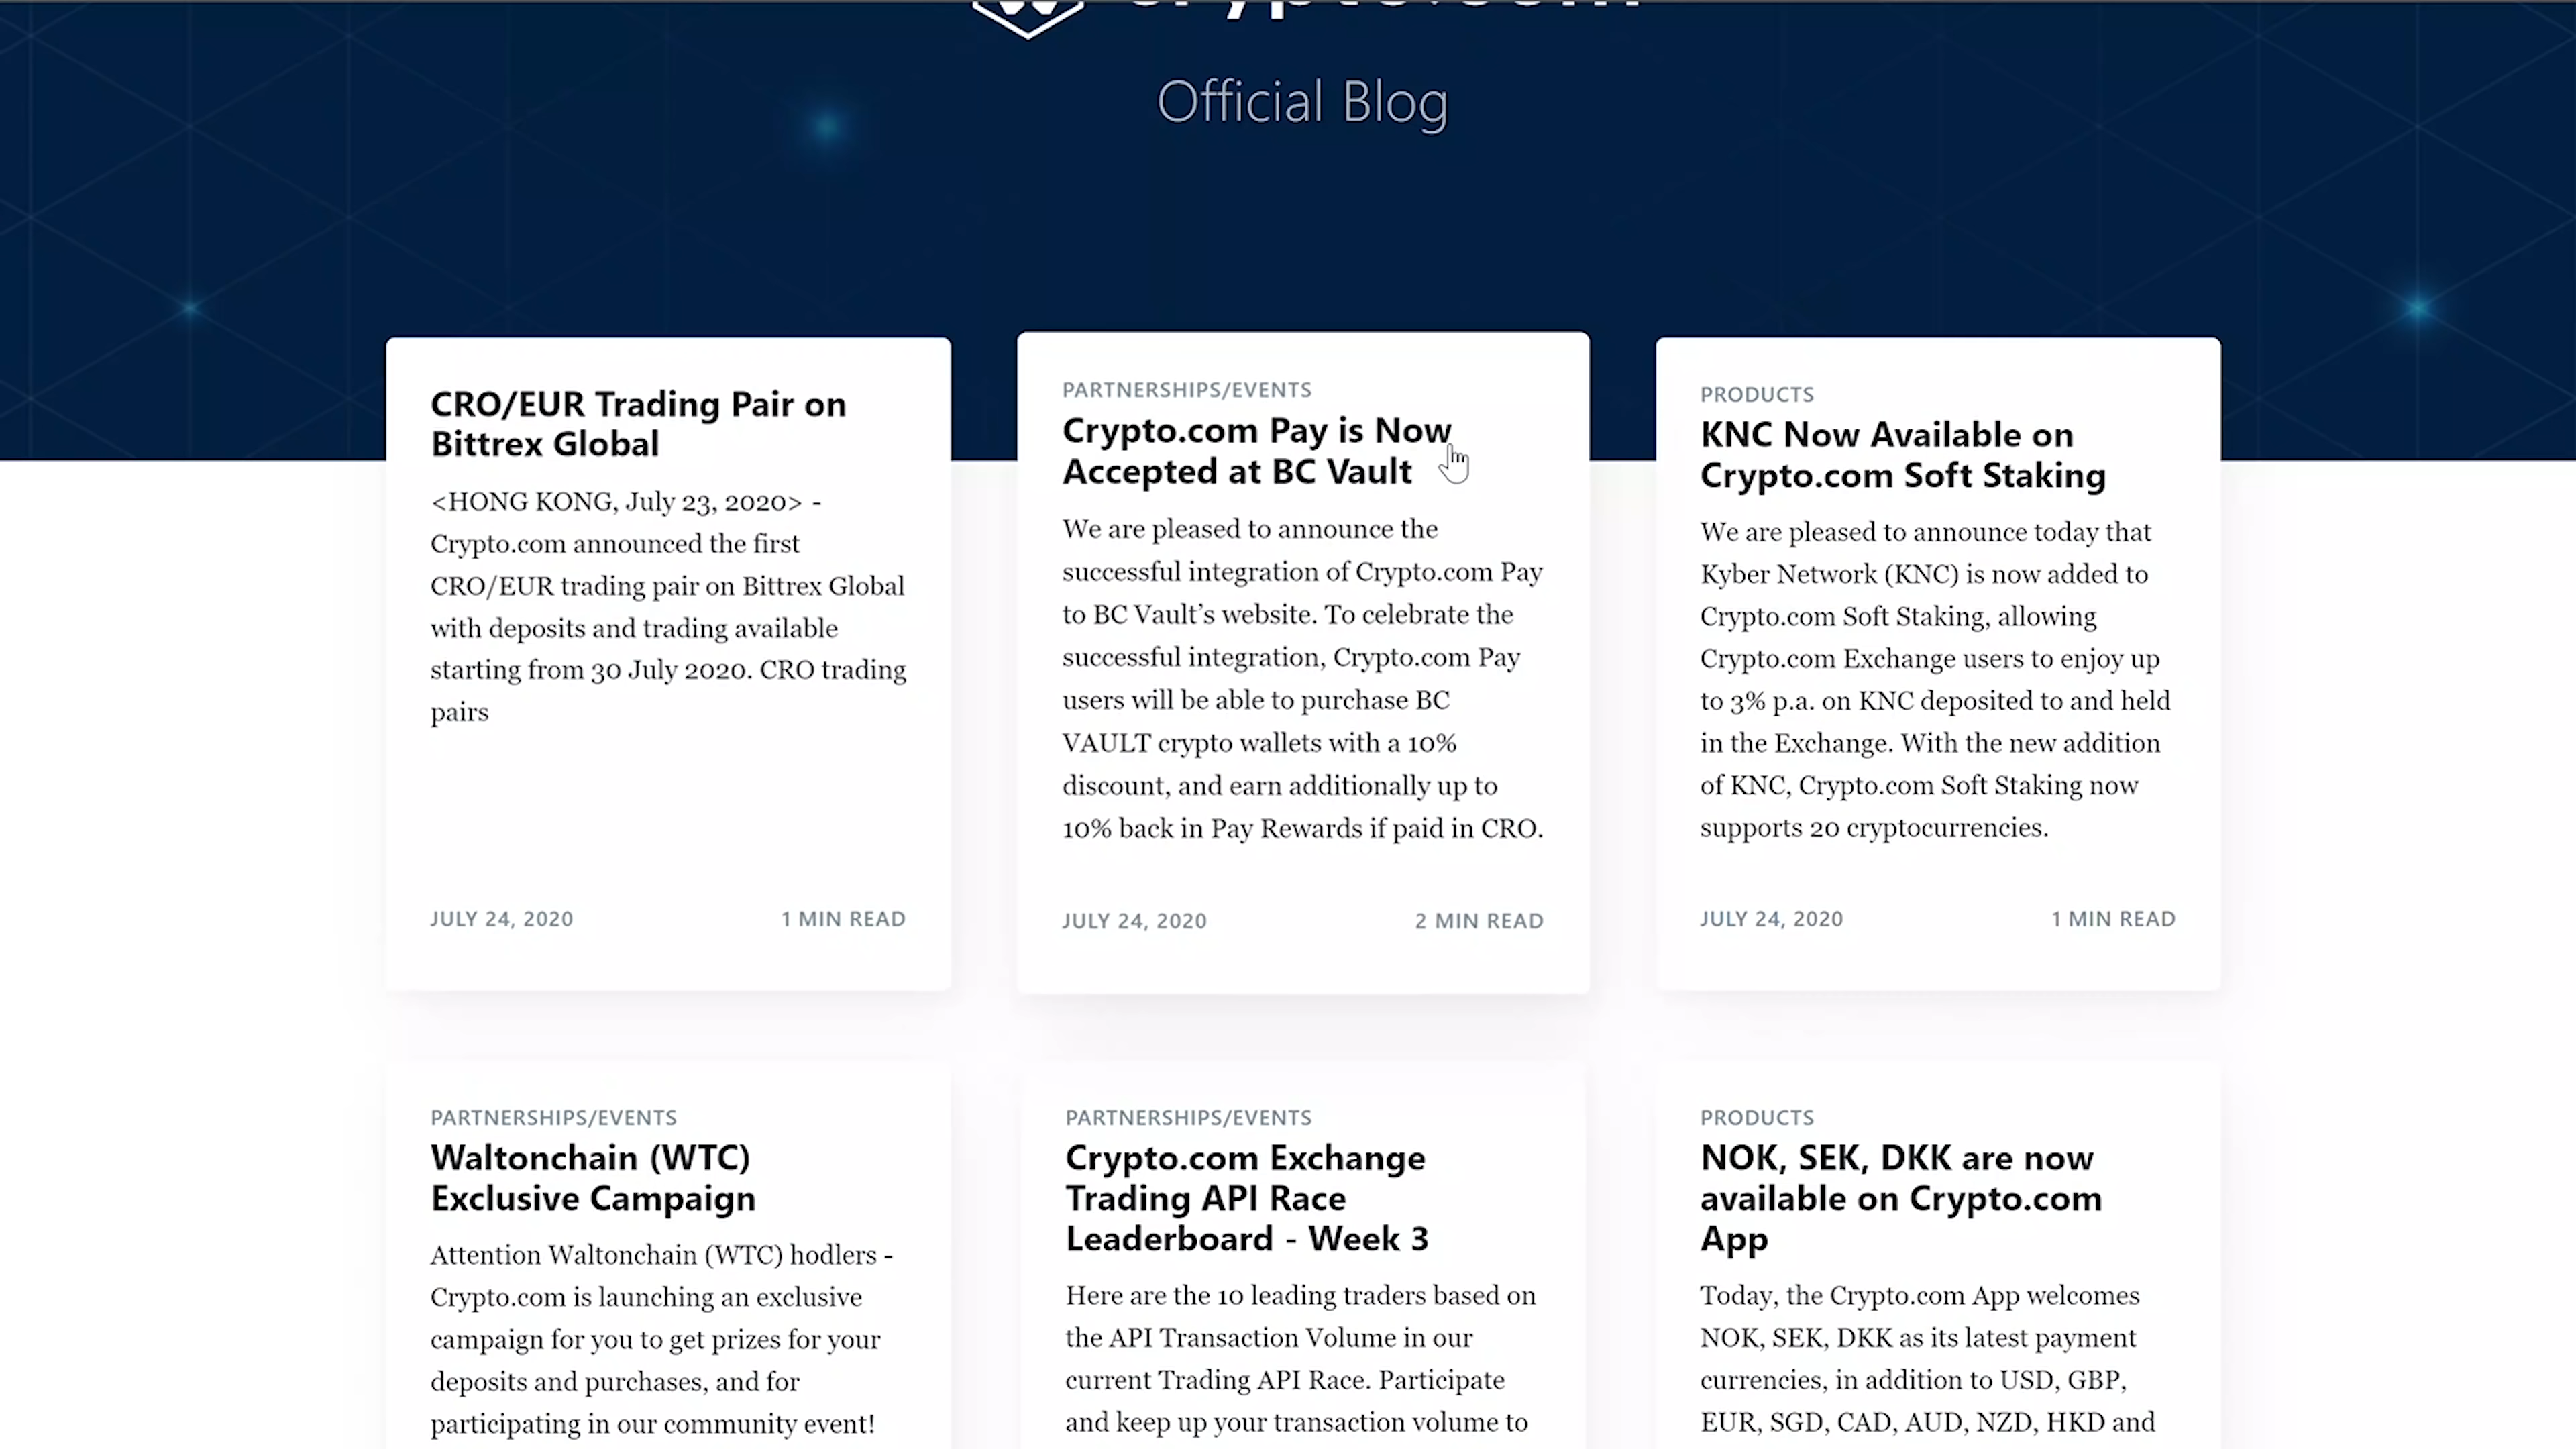 Official Blog
CRO/EUR Trading Pair on
Bittrex Global
<HONG KONG, July 23, 2020> -
Crypto.com announced the first
CRO/EUR trading pair on Bittrex Global
with deposits and trading available
starting from 30 July 2020. CRO trading
pairs
JULY 24, 2020
1 MIN READ
PARTNERSHIPS/EVENTS
Crypto.com Pay is Now
Accepted at BC Vault
We are pleased to announce the
successful integration of Crypto.com Pay
to BC Vault’s website. To celebrate the
successful integration, Crypto.com Pay
users will be able to purchase BC
VAULT crypto wallets with a 10%
discount, and earn additionally up to
10% back in Pay Rewards if paid in CRO.
JULY 24, 2020
2 MIN READ
PRODUCTS
KNC Now Available on
Crypto.com Soft Staking
We are pleased to announce today that
Kyber Network (KNC) is now added to
Crypto.com Soft Staking, allowing
Crypto.com Exchange users to enjoy up
to 3% p.a. on KNC deposited to and held
in the Exchange. With the new addition
of KNC, Crypto.com Soft Staking now
supports 20 cryptocurrencies.
JULY 24, 2020
1 MIN READ
PARTNERSHIPS/EVENTS
Waltonchain (WTC)
Exclusive Campaign
Attention Waltonchain (WTC) hodlers -
Crypto.com is launching an exclusive
campaign for you to get prizes for your
deposits and purchases, and for
participating in our community event!
PARTNERSHIPS/EVENTS
Crypto.com Exchange
Trading API Race
Leaderboard - Week 3
Here are the 10 leading traders based on
the API Transaction Volume in our
current Trading API Race. Participate
and keep up your transaction volume to
PRODUCTS
NOK, SEK, DKK are now
available on Crypto.com
App
Today, the Crypto.com App welcomes
NOK, SEK, DKK as its latest payment
currencies, in addition to USD, GBP,
EUR, SGD, CAD, AUD, NZD, HKD and